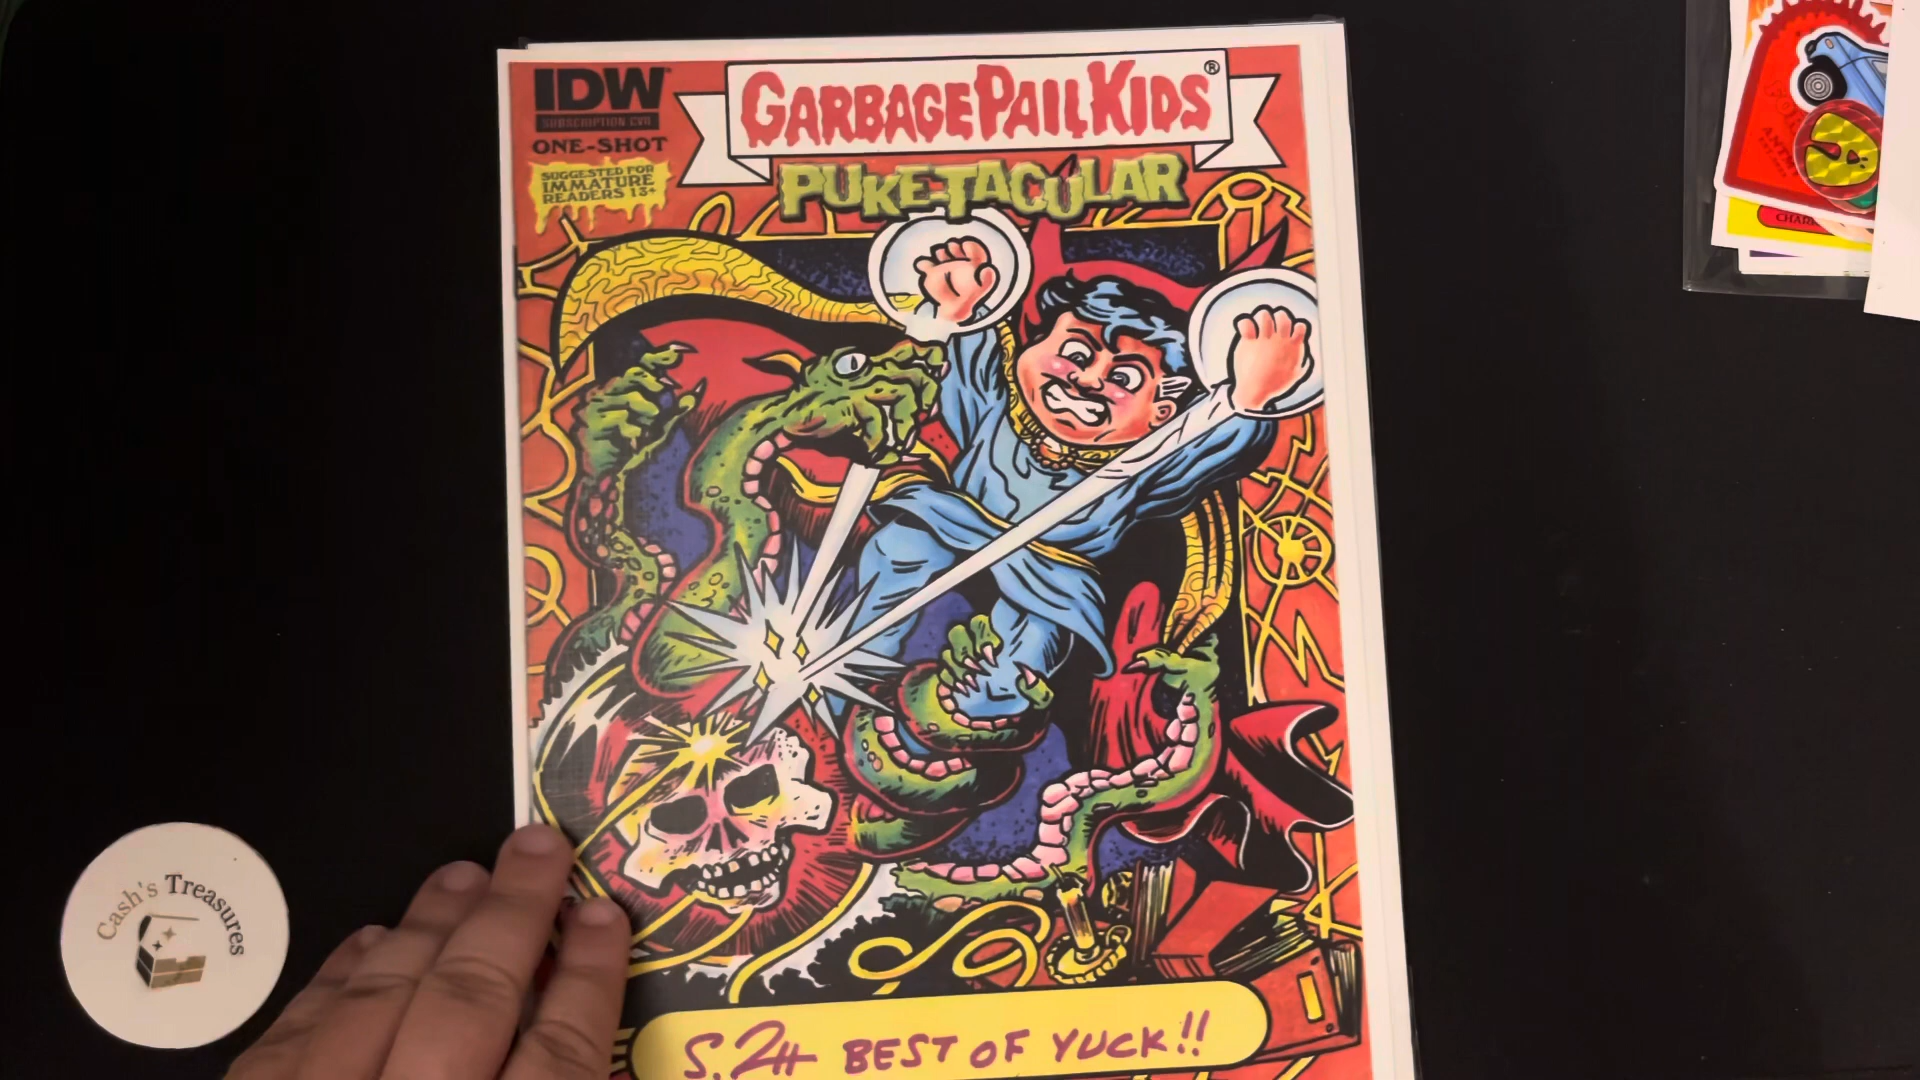 IDW
SUBSCRIPTION CVR
ONE-SHOT
SUGGESTED FOR
IMMATURE
READERS 13+
GARBAGE PAIL KIDS®
PUKE-TACULAR
BEST OF YUCK!!
Cash's Treasures